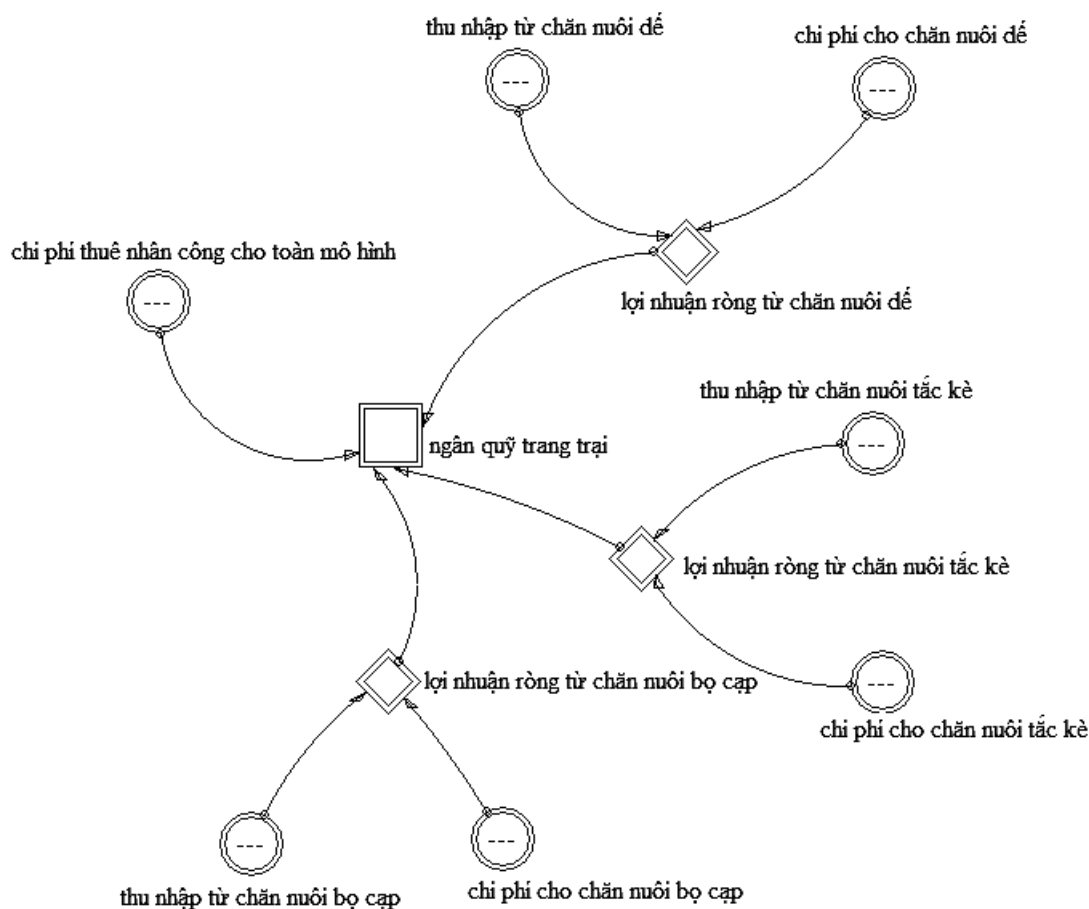 thu nhập từ chăn nuôi dế
chi phí cho chăn nuôi dế
---
---
chi phí thuê nhân công cho toàn mô hình
---
lợi nhuận ròng từ chăn nuôi dế
thu nhập từ chăn nuôi tắc kè
---
ngân quỹ trang trại
lợi nhuận ròng từ chăn nuôi tắc kè
lợi nhuận ròng từ chăn nuôi bọ cạp
---
chi phí cho chăn nuôi tắc kè
---
---
thu nhập từ chăn nuôi bọ cạp
chi phí cho chăn nuôi bọ cạp